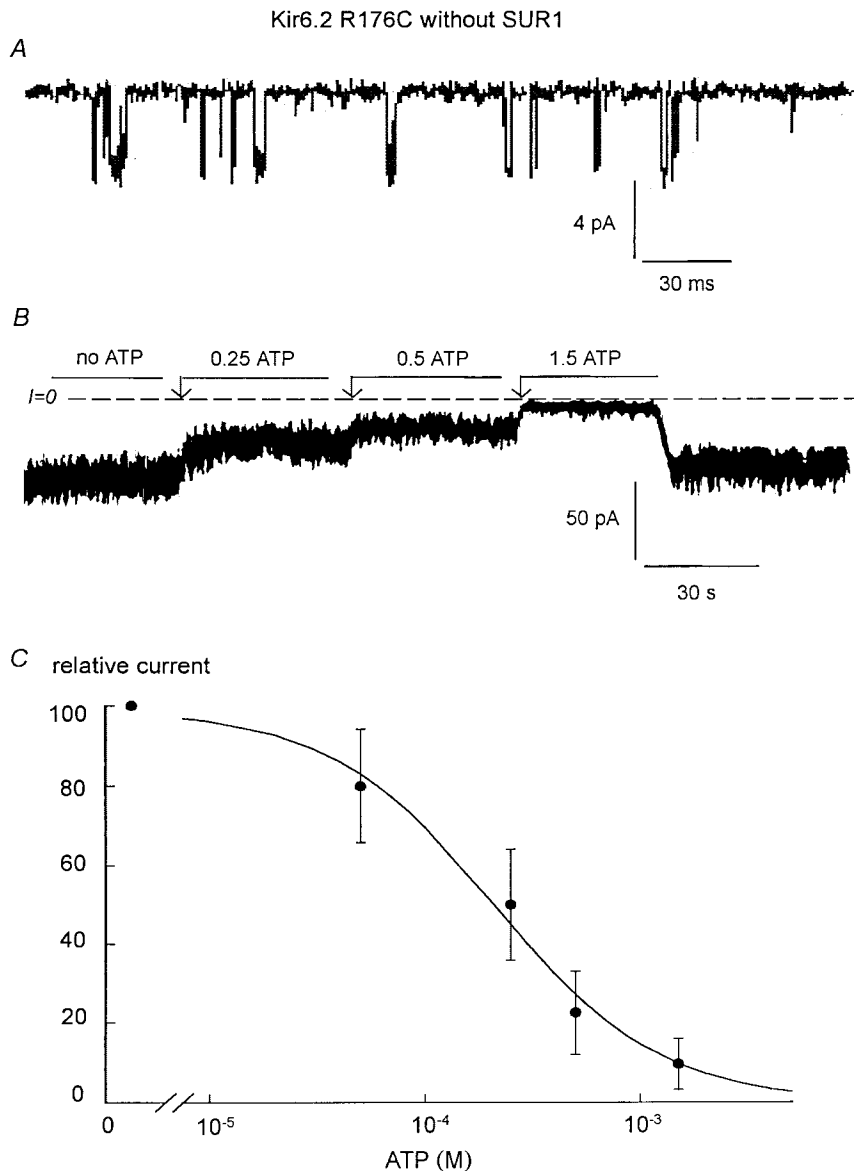 Kir6.2 R176C without SUR1
A
4 pA
30 ms
B
no ATP 0.25 ATP 0.5 ATP 1.5 ATP
I=0
50 pA
30 s
C relative current
100
80
60
40
20
0
0 10⁻⁵ 10⁻⁴ 10⁻³
ATP (M)